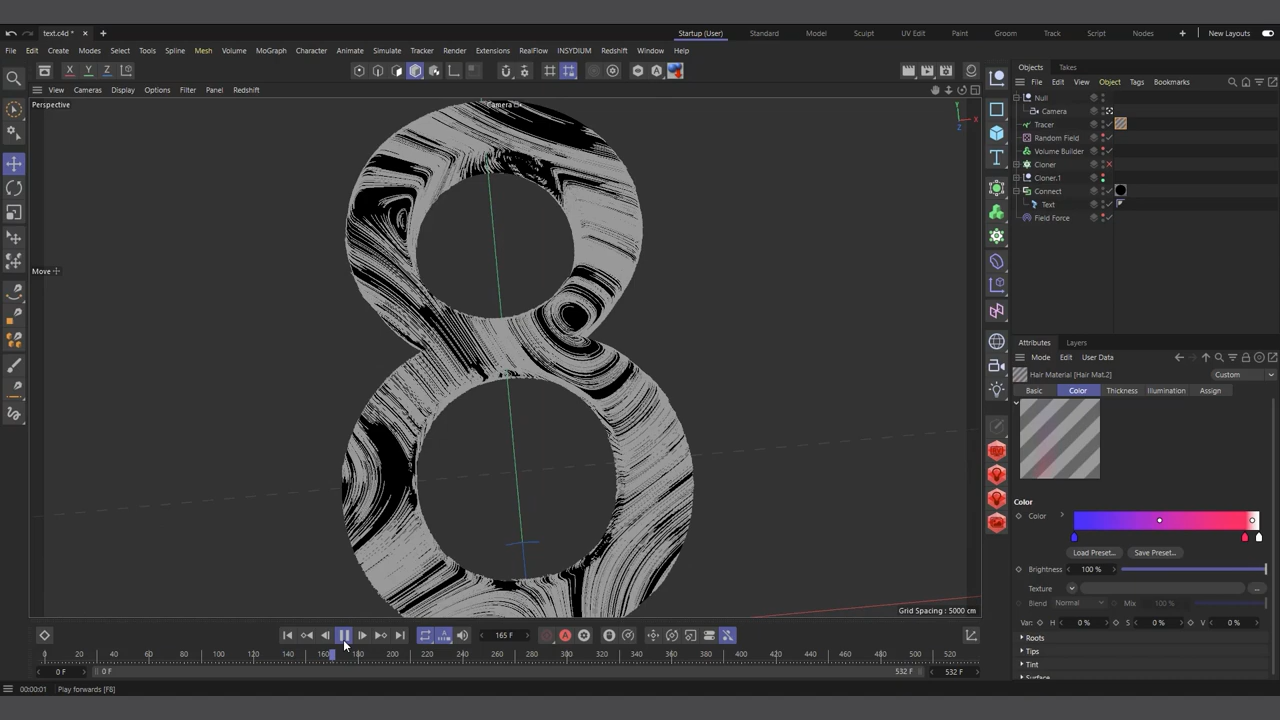 text.c4d *
Startup (User) Standard Model Sculpt UV Edit Paint Groom Track Script Nodes New Layouts
File Edit Create Modes Select Tools Spline Mesh Volume MoGraph Character Animate Simulate Tracker Render Extensions RealFlow INSYDIUM Redshift Window Help
X Y Z
View Cameras Display Options Filter Panel Redshift
Perspective
Camera
Y
X
Z
Move
Grid Spacing : 5000 cm
165 F
0 20 40 60 80 100 120 140 160 180 200 220 240 260 280 300 320 340 360 380 400 420 440 460 480 500 520
0 F 0 F 532 F 532 F
00:00:01 Play forwards [F8]
Objects Takes
File Edit View Object Tags Bookmarks
Null
Camera
Tracer
Random Field
Volume Builder
Cloner
Cloner.1
Connect
Text
Field Force
Attributes Layers
Mode Edit User Data
Hair Material [Hair Mat.2] Custom
Basic Color Thickness Illumination Assign
Color
Color
Load Preset... Save Preset...
Brightness 100 %
Texture
Blend Normal Mix 100 %
Var: H 0 % S 0 % V 0 %
Roots
Tips
Tint
Surface